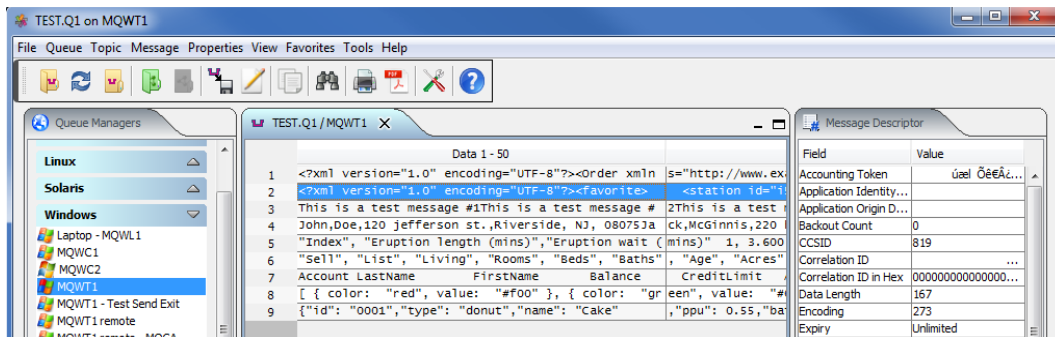 TEST.Q1 on MQWT1
File Queue Topic Message Properties View Favorites Tools Help
Queue Managers
Linux
Solaris
Windows
Laptop - MQWL1
MQWC1
MQWC2
MQWT1
MQWT1 - Test Send Exit
MQWT1 remote
MQWT1 remote - MQCA
TEST.Q1/MQWT1
Data 1 - 50
1 <?xml version="1.0" encoding="UTF-8"?><Order xmln s="http://www.ex
2 <?xml version="1.0" encoding="UTF-8"?><favorite> <station id="i
3 This is a test message #1This is a test message # 2This is a test
4 John,Doe,120 jefferson st.,Riverside, NJ, 08075Ja ck,McGinnis,220
5 "Index", "Eruption length (mins)","Eruption wait ( mins)" 1, 3.600
6 "Sell", "List", "Living", "Rooms", "Beds", "Baths" , "Age", "Acres"
7 Account LastName FirstName Balance CreditLimit
8 [ { color: "red", value: "#f00" }, { color: "gr een", value: "#
9 {"id": "0001","type": "donut","name": "Cake" ,"ppu": 0.55,"ba
Message Descriptor
Field Value
Accounting Token
Application Identity...
Application Origin D...
Backout Count 0
CCSID 819
Correlation ID ...
Correlation ID in Hex 000000000000000...
Data Length 167
Encoding 273
Expiry Unlimited